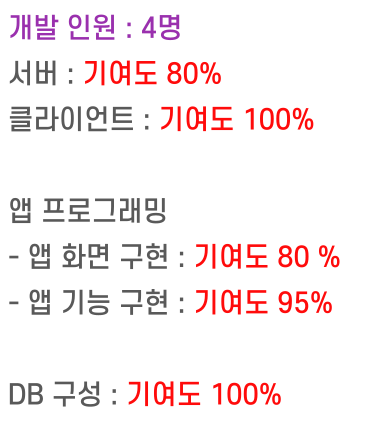 개발 인원 : 4명
서버 : 기여도 80%
클라이언트 : 기여도 100%
앱 프로그래밍
- 앱 화면 구현 : 기여도 80 %
- 앱 기능 구현 : 기여도 95%
DB 구성 : 기여도 100%